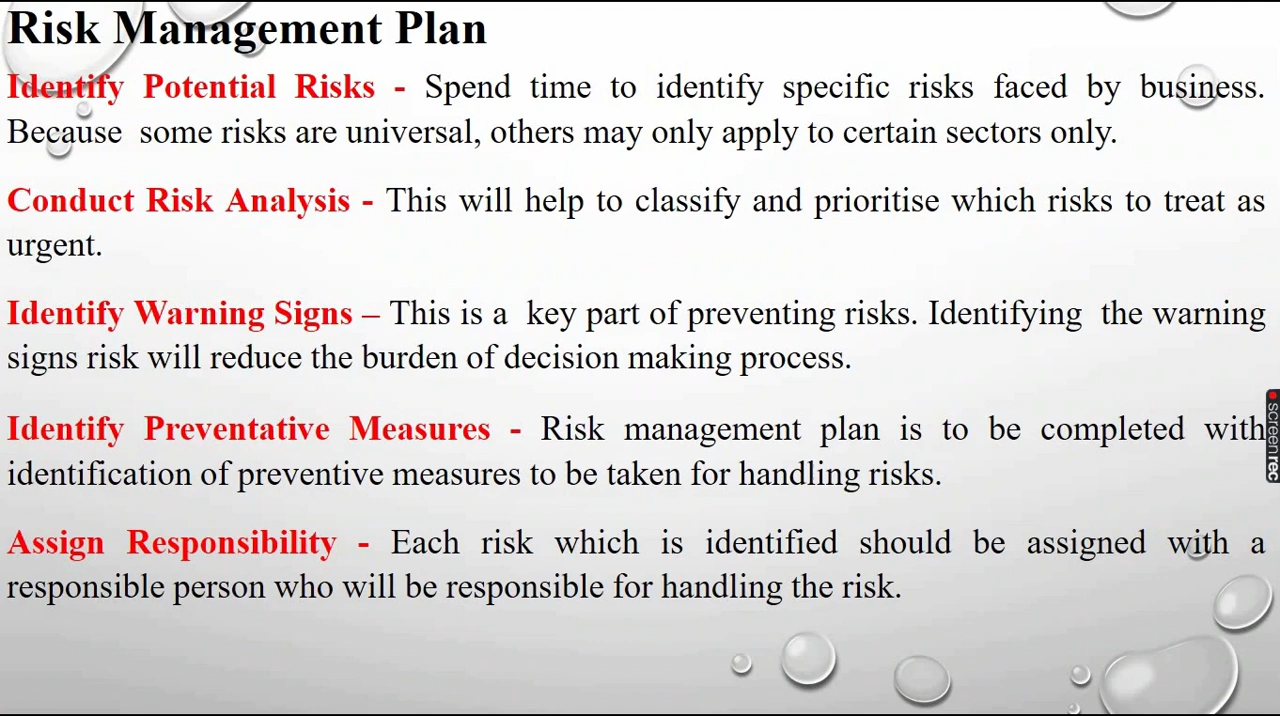 Risk Management Plan
Identify Potential Risks - Spend time to identify specific risks faced by business.
Because some risks are universal, others may only apply to certain sectors only.
Conduct Risk Analysis - This will help to classify and prioritise which risks to treat as
urgent.
Identify Warning Signs – This is a key part of preventing risks. Identifying the warning
signs risk will reduce the burden of decision making process.
Identify Preventative Measures - Risk management plan is to be completed with
identification of preventive measures to be taken for handling risks.
Assign Responsibility - Each risk which is identified should be assigned with a
responsible person who will be responsible for handling the risk.
screenrec